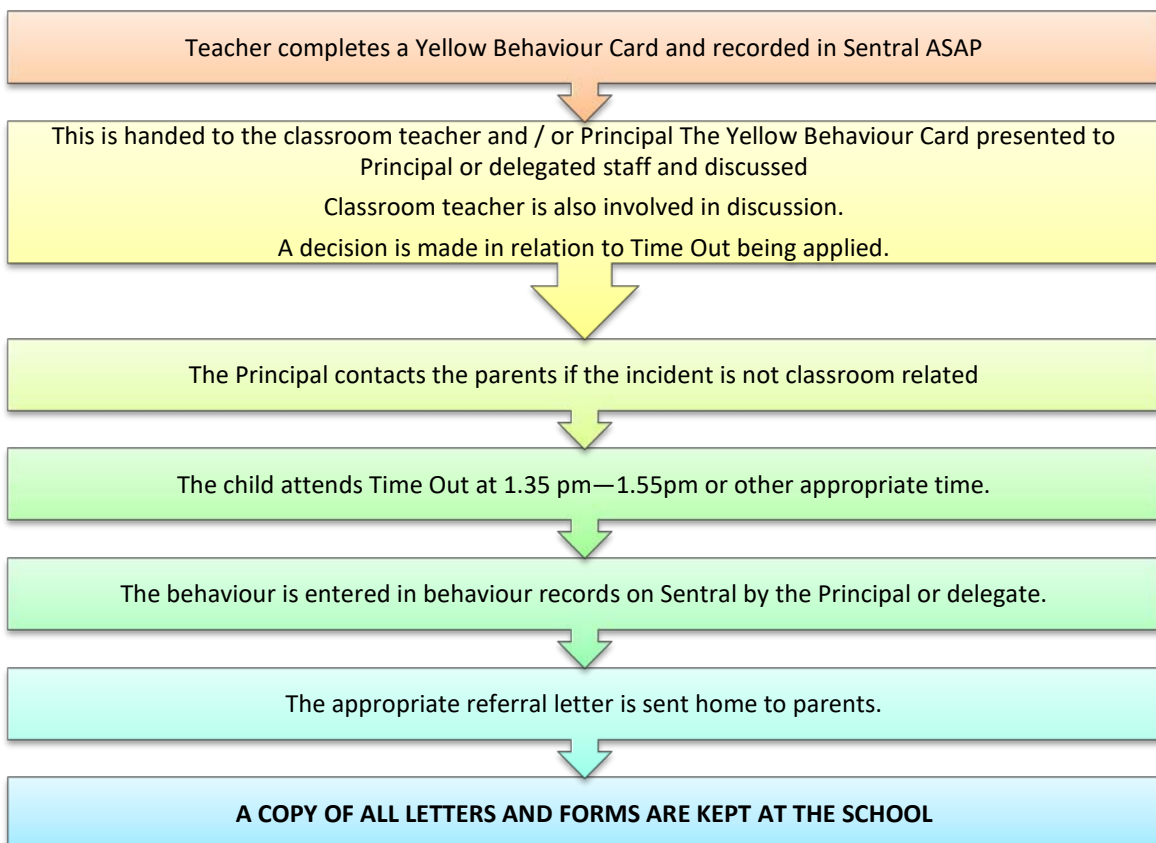 Teacher completes a Yellow Behaviour Card and recorded in Sentral ASAP
This is handed to the classroom teacher and / or Principal The Yellow Behaviour Card presented to
Principal or delegated staff and discussed
Classroom teacher is also involved in discussion.
A decision is made in relation to Time Out being applied.
The Principal contacts the parents if the incident is not classroom related
The child attends Time Out at 1.35 pm—1.55pm or other appropriate time.
The behaviour is entered in behaviour records on Sentral by the Principal or delegate.
The appropriate referral letter is sent home to parents.
A COPY OF ALL LETTERS AND FORMS ARE KEPT AT THE SCHOOL